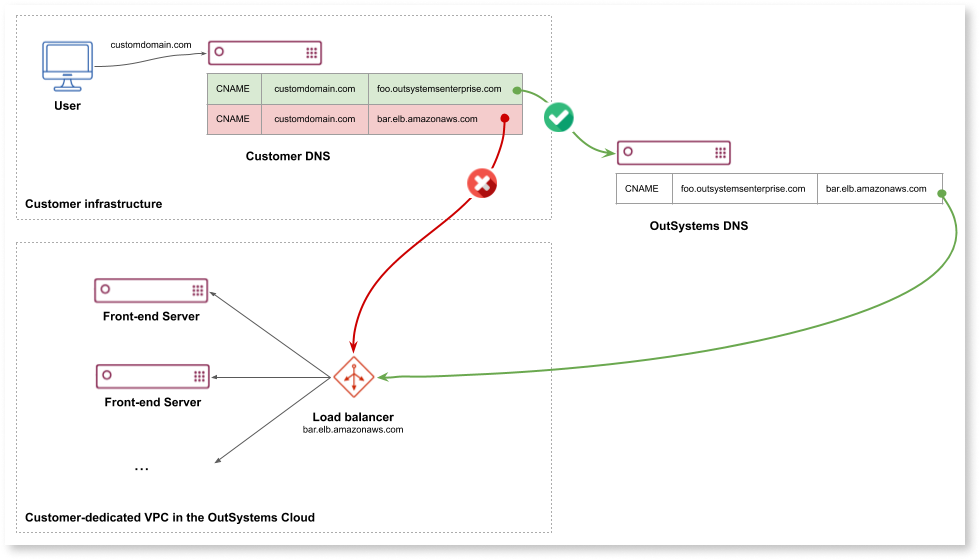 customdomain.com
User
CNAME customdomain.com foo.outsystemsenterprise.com
CNAME customdomain.com bar.elb.amazonaws.com
Customer DNS
Customer infrastructure
CNAME foo.outsystemsenterprise.com bar.elb.amazonaws.com
OutSystems DNS
Front-end Server
Front-end Server
...
Load balancer
bar.elb.amazonaws.com
Customer-dedicated VPC in the OutSystems Cloud